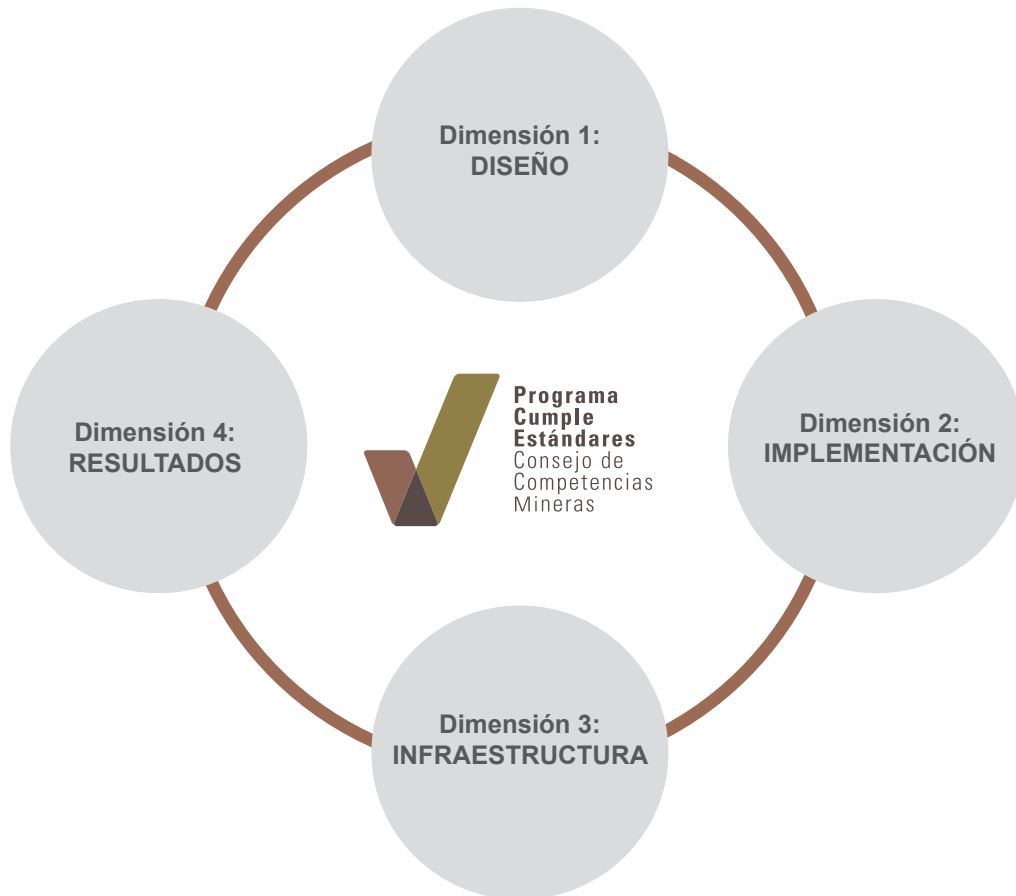 Dimensión 1:
DISEÑO
Dimensión 4:
RESULTADOS
Programa
Cumple
Estándares
Consejo de
Competencias
Mineras
Dimensión 2:
IMPLEMENTACIÓN
Dimensión 3:
INFRAESTRUCTURA